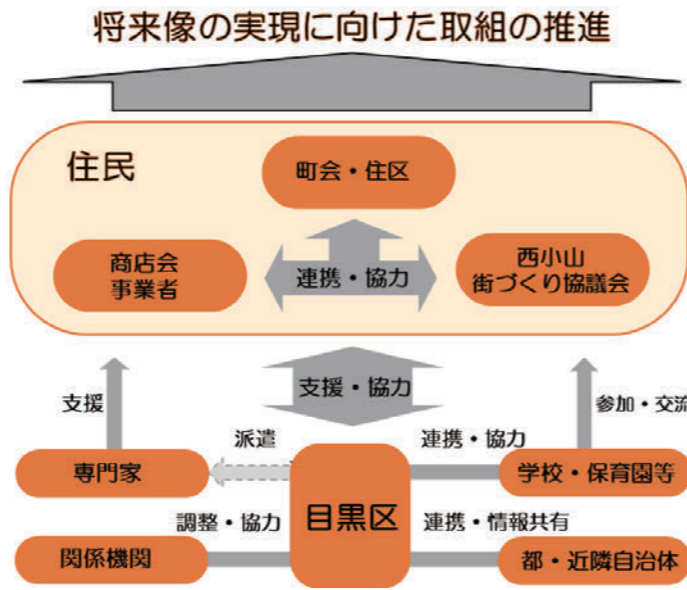 将来像の実現に向けた取組の推進
住民
町会・住区
商店会
事業者
連携・協力
西小山
街づくり協議会
支援
支援・協力
参加・交流
派遣
連携・協力
専門家
目黒区
学校・保育園等
調整・協力
連携・情報共有
関係機関
都・近隣自治体